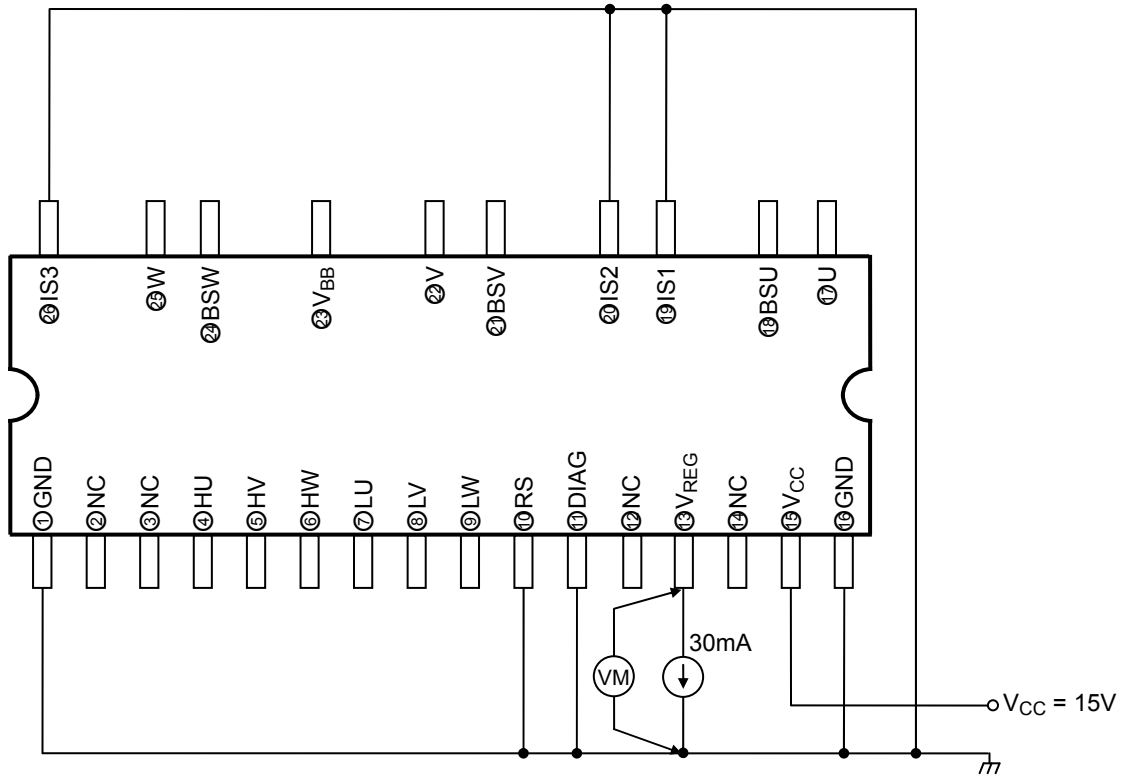 ㉖IS3
㉕W
㉔BSW
㉓VBB
㉒V
㉑BSV
⑳IS2
⑲IS1
⑱BSU
⑰U
①GND
②NC
③NC
④HU
⑤HV
⑥HW
⑦LU
⑧LV
⑨LW
⑩RS
⑪DIAG
⑫NC
⑬VREG
⑭NC
⑮VCC
⑯GND
30mA
VM
VCC = 15V